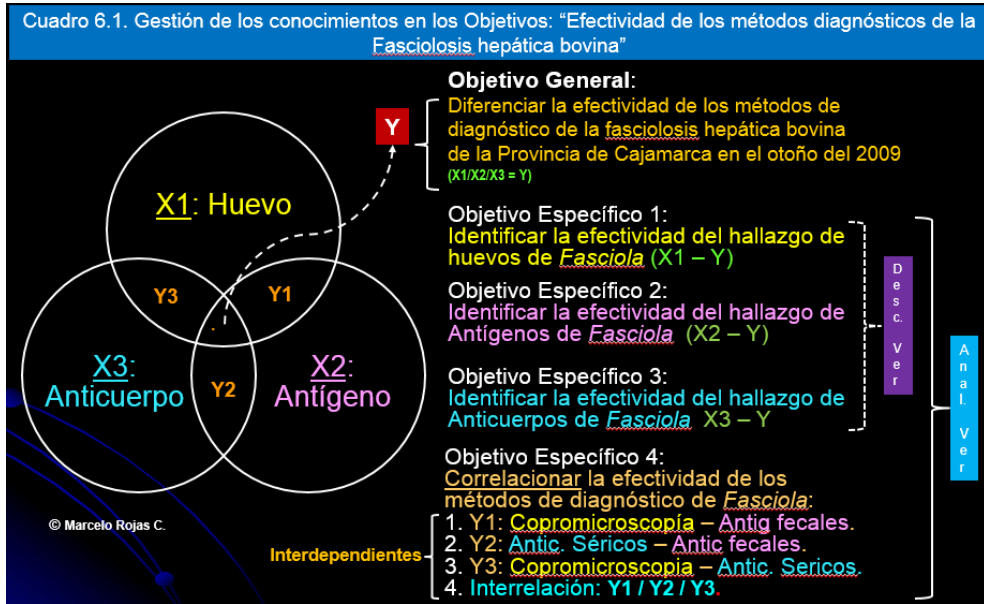 Cuadro 6.1. Gestión de los conocimientos en los Objetivos: “Efectividad de los métodos diagnósticos de la
Fasciolosis hepática bovina”
X1: Huevo
Y3
Y1
X3:
Anticuerpo
Y2
X2:
Antígeno
© Marcelo Rojas C.
Y
Objetivo General:
Diferenciar la efectividad de los métodos de
diagnóstico de la fasciolosis hepática bovina
de la Provincia de Cajamarca en el otoño del 2009
(X1/X2/X3 = Y)
Objetivo Específico 1:
Identificar la efectividad del hallazgo de
huevos de Fasciola (X1 – Y)
Objetivo Específico 2:
Identificar la efectividad del hallazgo de
Antígenos de Fasciola (X2 – Y)
Objetivo Específico 3:
Identificar la efectividad del hallazgo de
Anticuerpos de Fasciola X3 – Y
Objetivo Específico 4:
Correlacionar la efectividad de los
métodos de diagnóstico de Fasciola:
Interdependientes
1. Y1: Copromicroscopía – Antig fecales.
2. Y2: Antic. Séricos – Antic fecales.
3. Y3: Copromicroscopia – Antic. Sericos.
4. Interrelación: Y1 / Y2 / Y3.
Desc. Ver
Anal. Ver